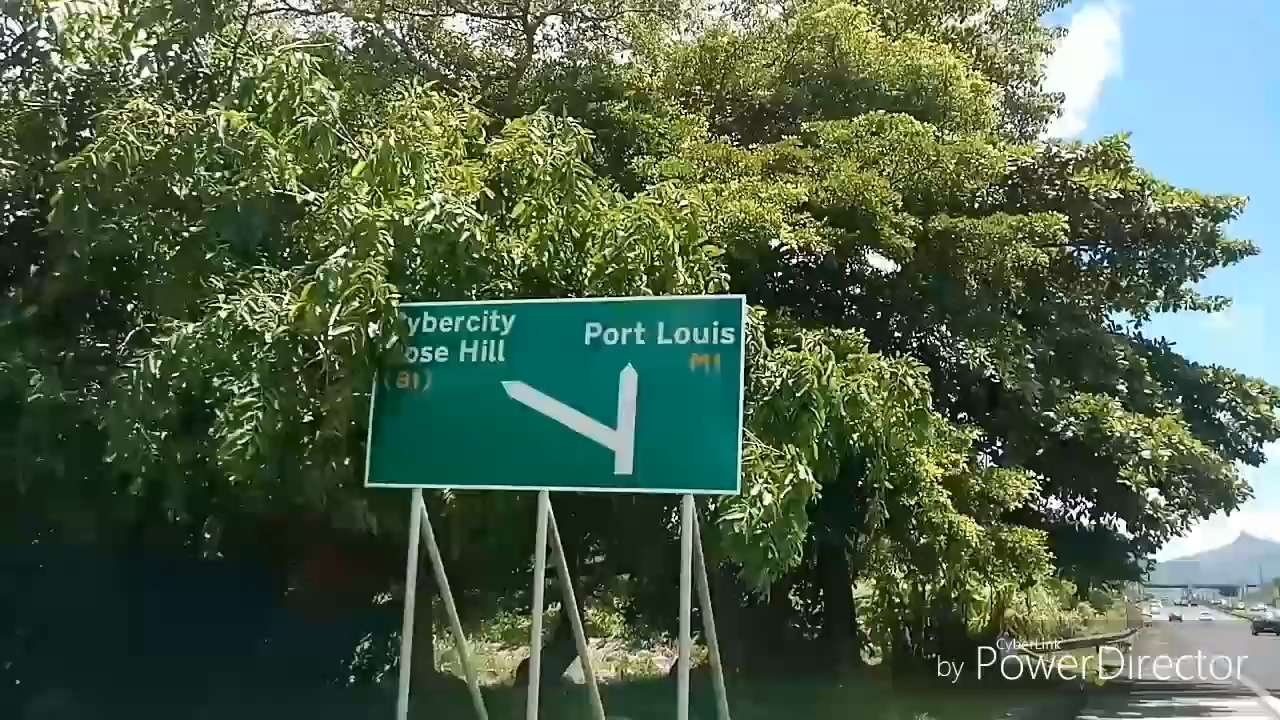 ybercity
ose Hill
(B1)
Port Louis
M1
CyberLink
by PowerDirector